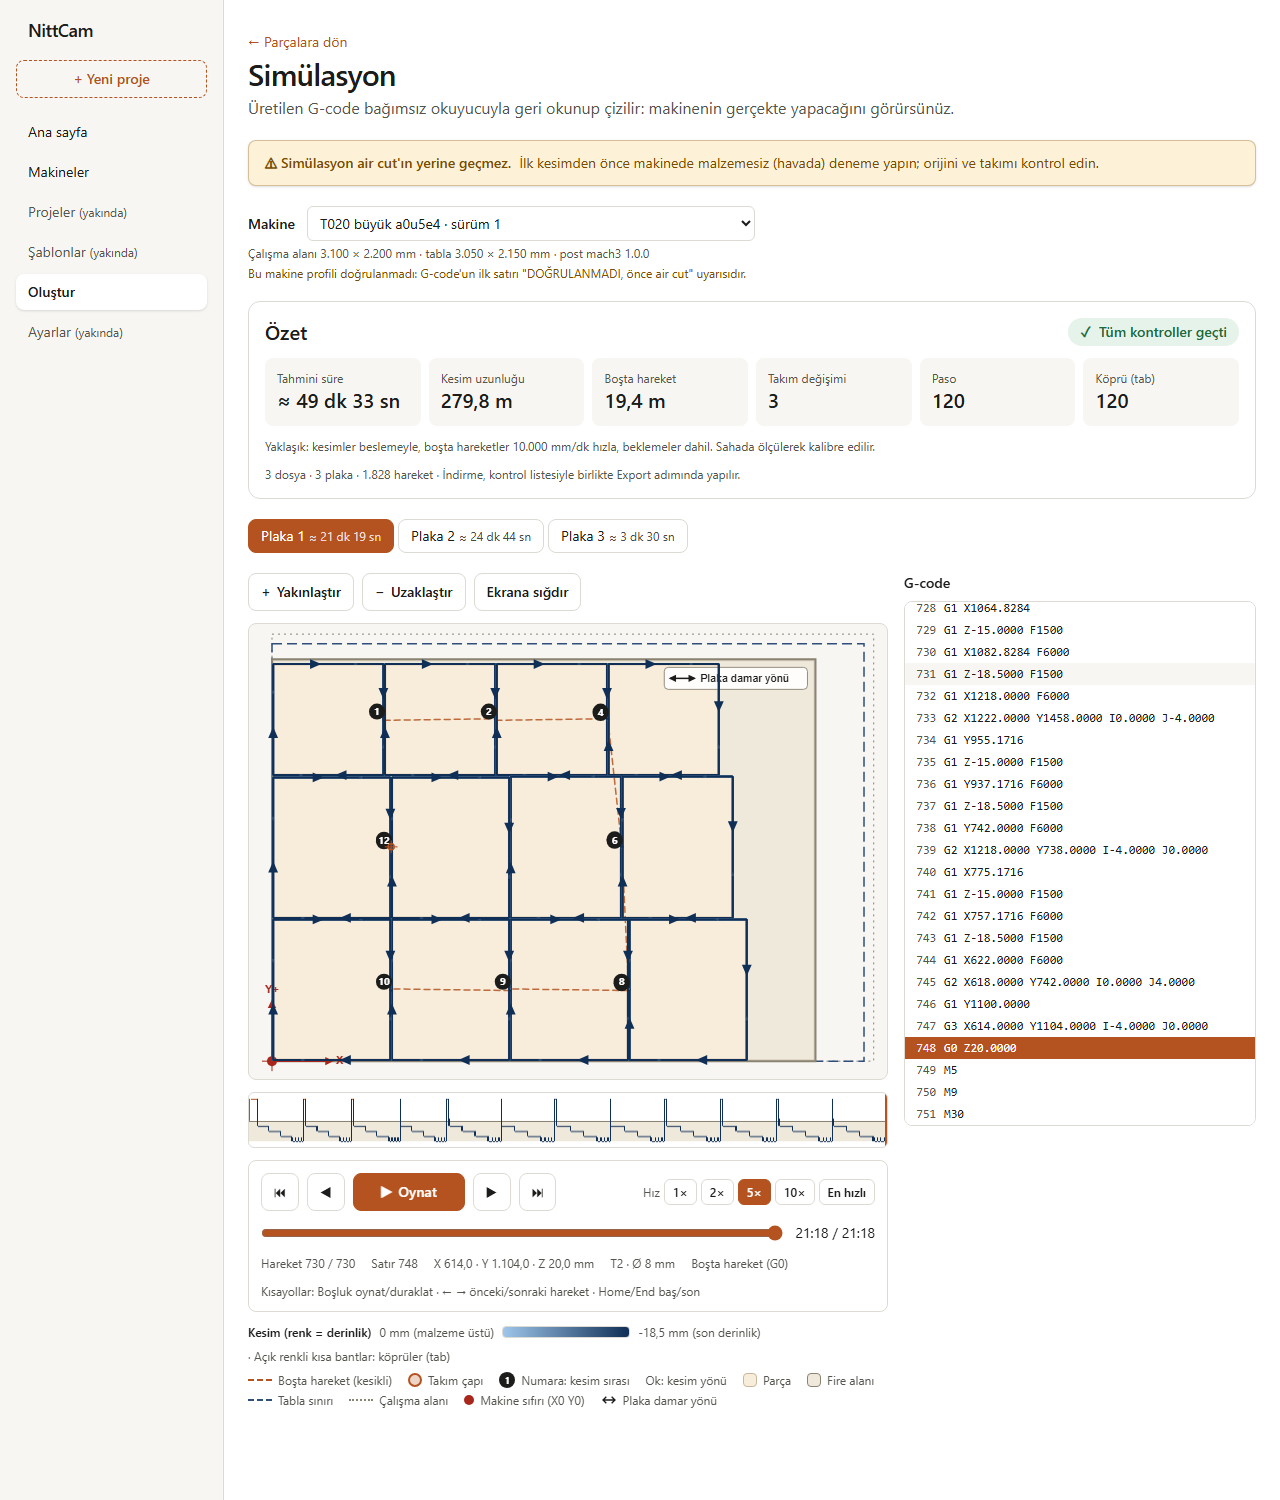 NittCam
+ Yeni proje
Ana sayfa
Makineler
Projeler (yakında)
Şablonlar (yakında)
Oluştur
Ayarlar (yakında)
← Parçalara dön
Simülasyon
Üretilen G-code bağımsız okuyucuyla geri okunup çizilir: makinenin gerçekte yapacağını görürsünüz.
⚠ Simülasyon air cut'ın yerine geçmez. İlk kesimden önce makinede malzemesiz (havada) deneme yapın; orijini ve takımı kontrol edin.
Makine T020 büyük a0u5e4 · sürüm 1
Çalışma alanı 3.100 × 2.200 mm · tabla 3.050 × 2.150 mm · post mach3 1.0.0
Bu makine profili doğrulanmadı: G-code'un ilk satırı "DOĞRULANMADI, önce air cut" uyarısıdır.
Özet
✓ Tüm kontroller geçti
Tahmini süre
≈ 49 dk 33 sn
Kesim uzunluğu
279,8 m
Boşta hareket
19,4 m
Takım değişimi
3
Paso
120
Köprü (tab)
120
Yaklaşık: kesimler beslemeyle, boşta hareketler 10.000 mm/dk hızla, beklemeler dahil. Sahada ölçülerek kalibre edilir.
3 dosya · 3 plaka · 1.828 hareket · İndirme, kontrol listesiyle birlikte Export adımında yapılır.
Plaka 1 ≈ 21 dk 19 sn
Plaka 2 ≈ 24 dk 44 sn
Plaka 3 ≈ 3 dk 30 sn
+ Yakınlaştır
− Uzaklaştır
Ekrana sığdır
Plaka damar yönü
1
2
4
12
6
10
9
8
Y+
X
G-code
728 G1 X1064.8284
729 G1 Z-15.0000 F1500
730 G1 X1082.8284 F6000
731 G1 Z-18.5000 F1500
732 G1 X1218.0000 F6000
733 G2 X1222.0000 Y1458.0000 I0.0000 J-4.0000
734 G1 Y955.1716
735 G1 Z-15.0000 F1500
736 G1 Y937.1716 F6000
737 G1 Z-18.5000 F1500
738 G1 Y742.0000 F6000
739 G2 X1218.0000 Y738.0000 I-4.0000 J0.0000
740 G1 X775.1716
741 G1 Z-15.0000 F1500
742 G1 X757.1716 F6000
743 G1 Z-18.5000 F1500
744 G1 X622.0000 F6000
745 G2 X618.0000 Y742.0000 I0.0000 J4.0000
746 G1 Y1100.0000
747 G3 X614.0000 Y1104.0000 I-4.0000 J0.0000
748 G0 Z20.0000
749 M5
750 M9
751 M30
▶ Oynat
Hız 1× 2× 5× 10× En hızlı
21:18 / 21:18
Hareket 730 / 730 Satır 748 X 614,0 · Y 1.104,0 · Z 20,0 mm T2 · Ø 8 mm Boşta hareket (G0)
Kısayollar: Boşluk oynat/duraklat · ← → önceki/sonraki hareket · Home/End baş/son
Kesim (renk = derinlik) 0 mm (malzeme üstü) -18,5 mm (son derinlik)
· Açık renkli kısa bantlar: köprüler (tab)
Boşta hareket (kesikli) Takım çapı 1 Numara: kesim sırası Ok: kesim yönü Parça Fire alanı
Tabla sınırı Çalışma alanı Makine sıfırı (X0 Y0) ↔ Plaka damar yönü